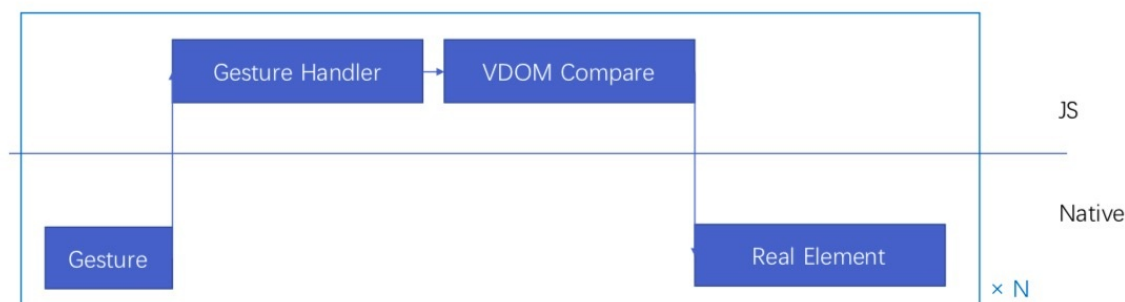 Gesture Handler
VDOM Compare
JS
Native
Gesture
Real Element
× N